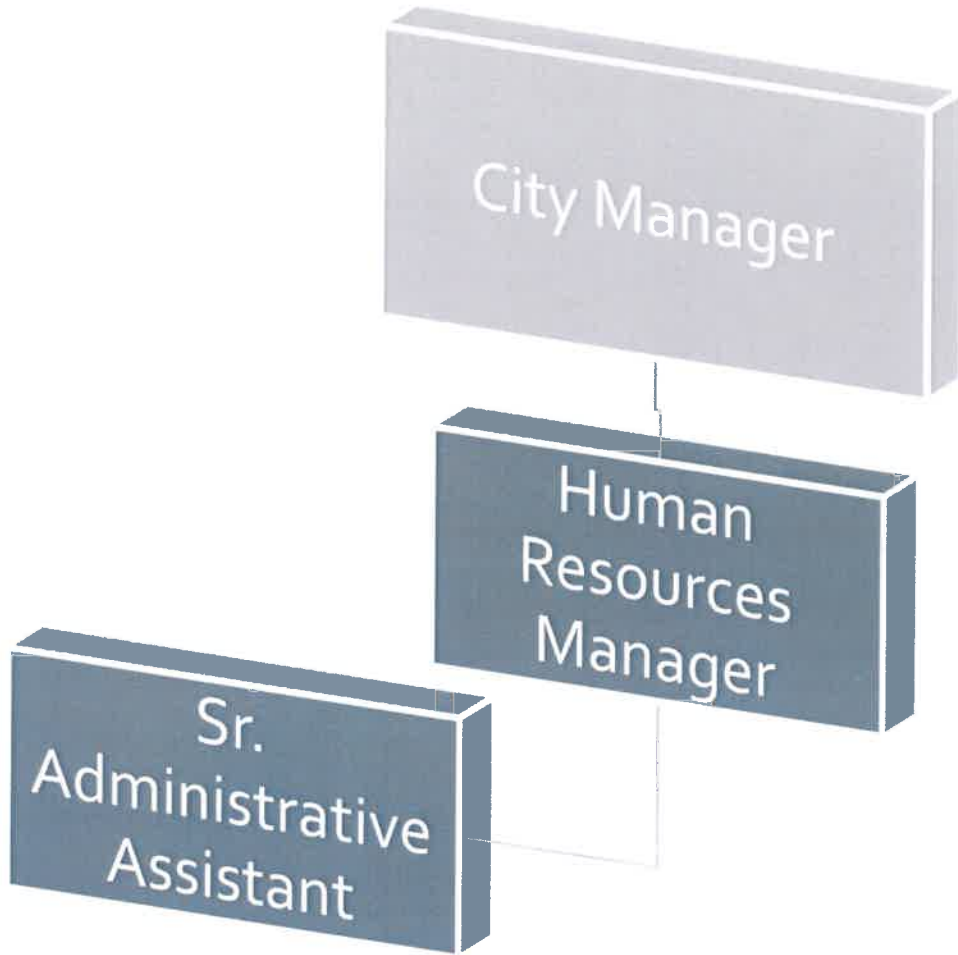 City Manager
Human
Resources
Manager
Sr.
Administrative
Assistant